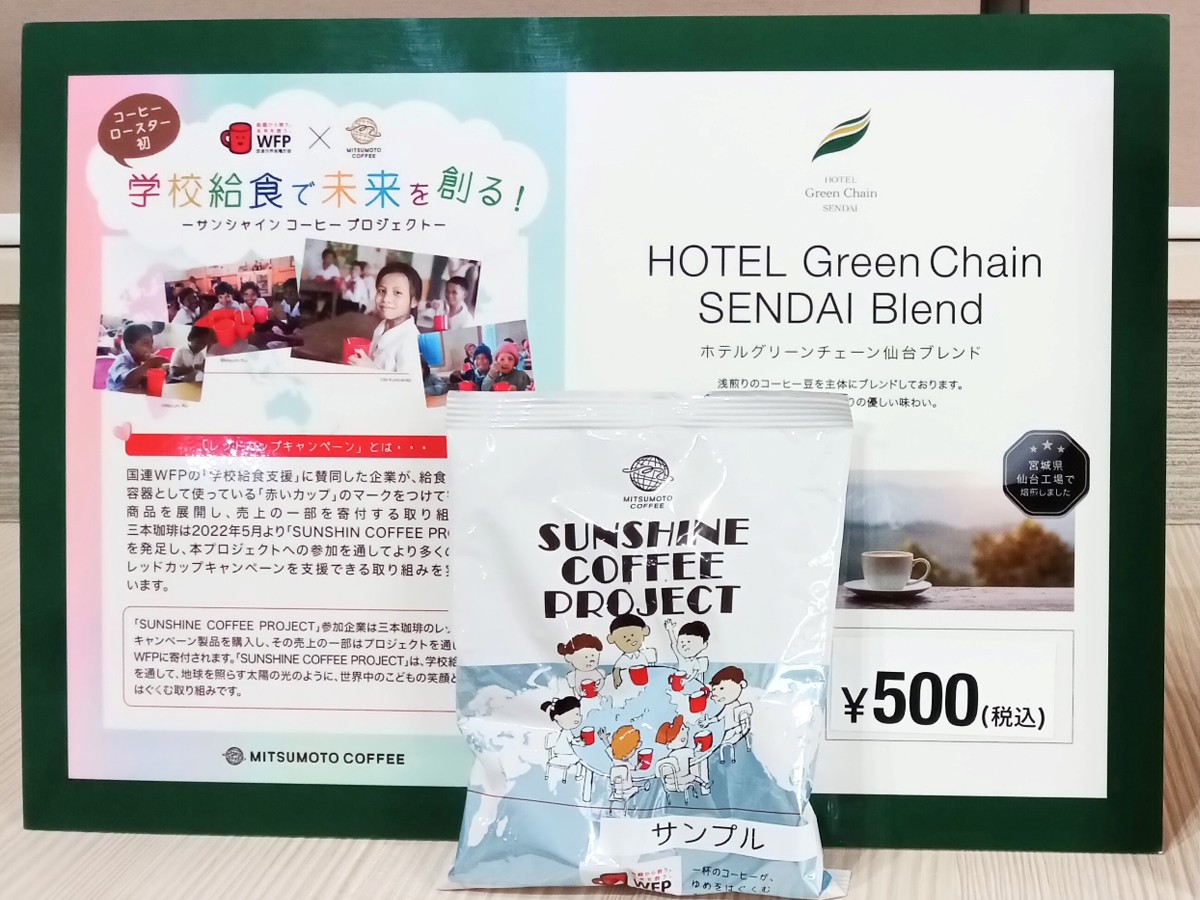 コーヒー
ロースター
初
WFP
×
MITSUMOTO
COFFEE
学校給食で未来を創る!
ーサンシャイン コーヒー プロジェクトー
「レッドカップキャンペーン」とは・・・
国連WFPの「学校給食支援」に賛同した企業が、給食
容器として使っている「赤いカップ」のマークをつけて
商品を展開し、売上の一部を寄付する取り組
三本珈琲は2022年5月より「SUNSHIN COFFEE PR
を発足し、本プロジェクトへの参加を通してより多く
レッドカップキャンペーンを支援できる取り組みを
います。
「SUNSHINE COFFEE PROJECT」参加企業は三本珈琲のレッ
キャンペーン製品を購入し、その売上の一部はプロジェクトを通し
WFPに寄付されます。「SUNSHINE COFFEE PROJECT」は、学校給
を通して、地球を照らす太陽の光のように、世界中のこどもの笑顔と
はぐくむ取り組みです。
MITSUMOTO COFFEE
HOTEL
Green Chain
SENDAI
HOTEL Green Chain
SENDAI Blend
ホテルグリーンチェーン仙台ブレンド
浅煎りのコーヒー豆を主体にブレンドしております。
りの優しい味わい。
宮城県
仙台工場で
焙煎しました
¥500(税込)
MITSUMOTO
COFFEE
SUNSHINE
COFFEE
PROJECT
サンプル
WFP
一杯のコーヒーが、
ゆめをはぐくむ